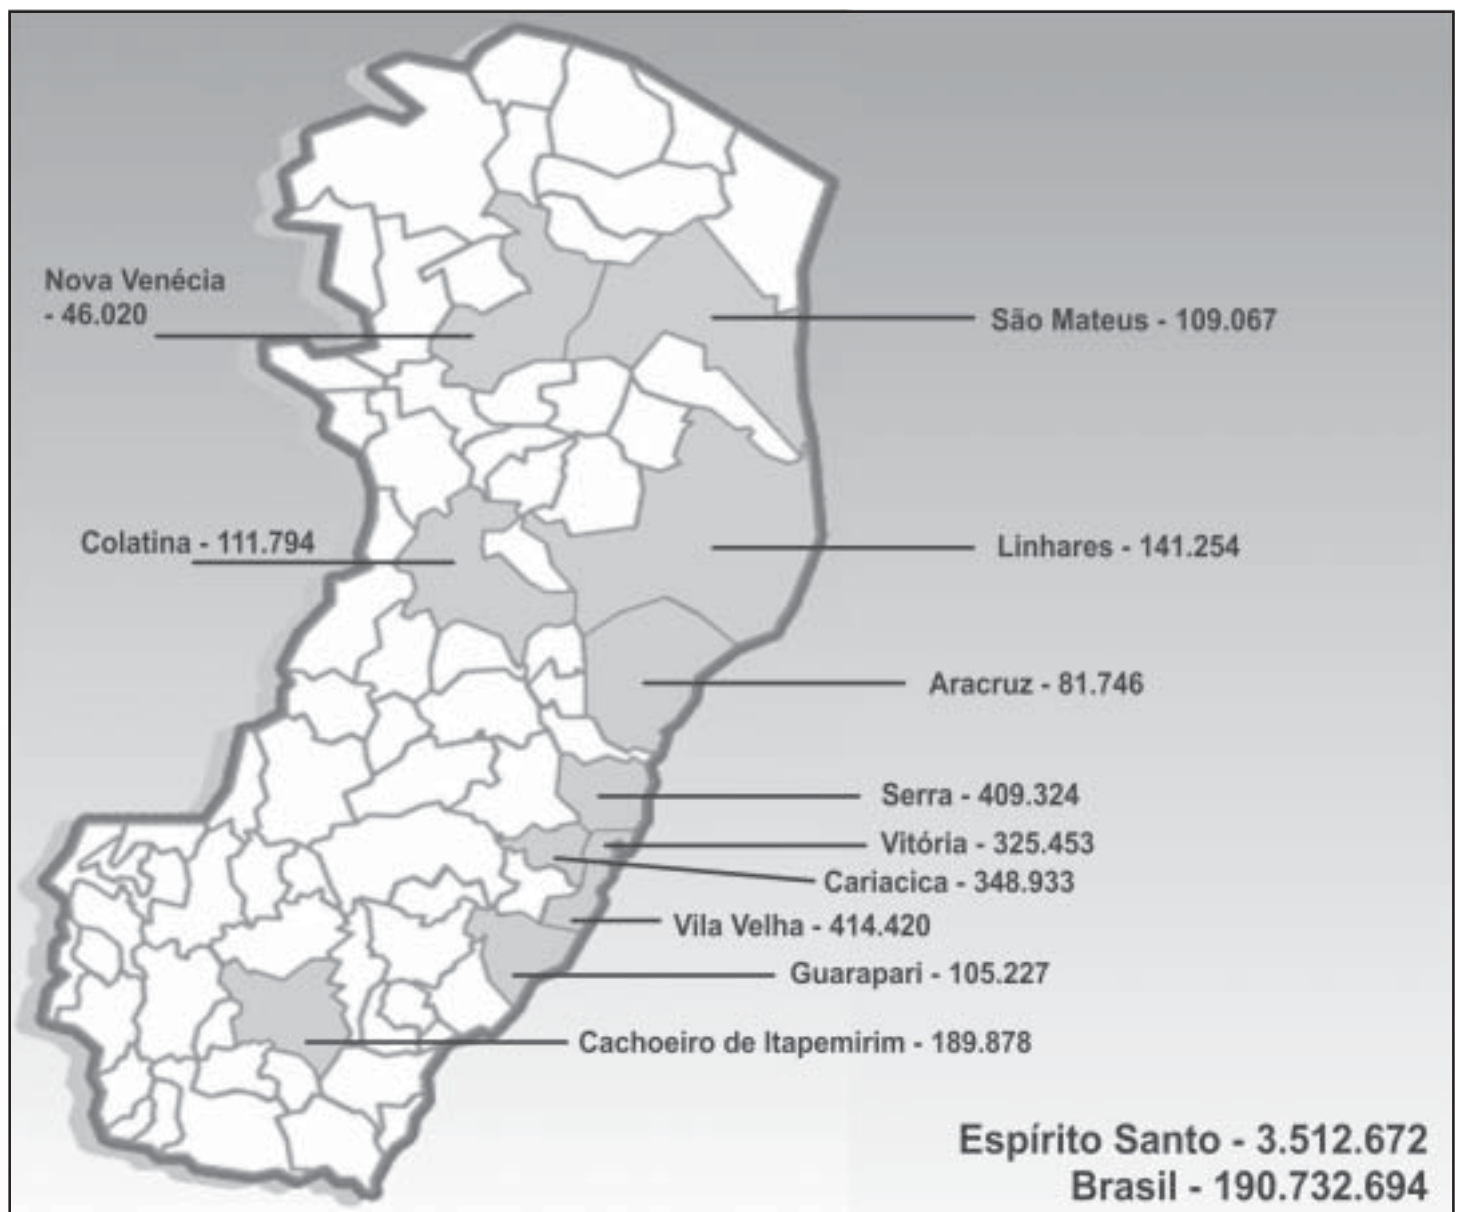 Nova Venécia
- 46.020
São Mateus - 109.067
Colatina - 111.794
Linhares - 141.254
Aracruz - 81.746
Serra - 409.324
Vitória - 325.453
Cariacica - 348.933
Vila Velha - 414.420
Guarapari - 105.227
Cachoeiro de Itapemirim - 189.878
Espírito Santo - 3.512.672
Brasil - 190.732.694